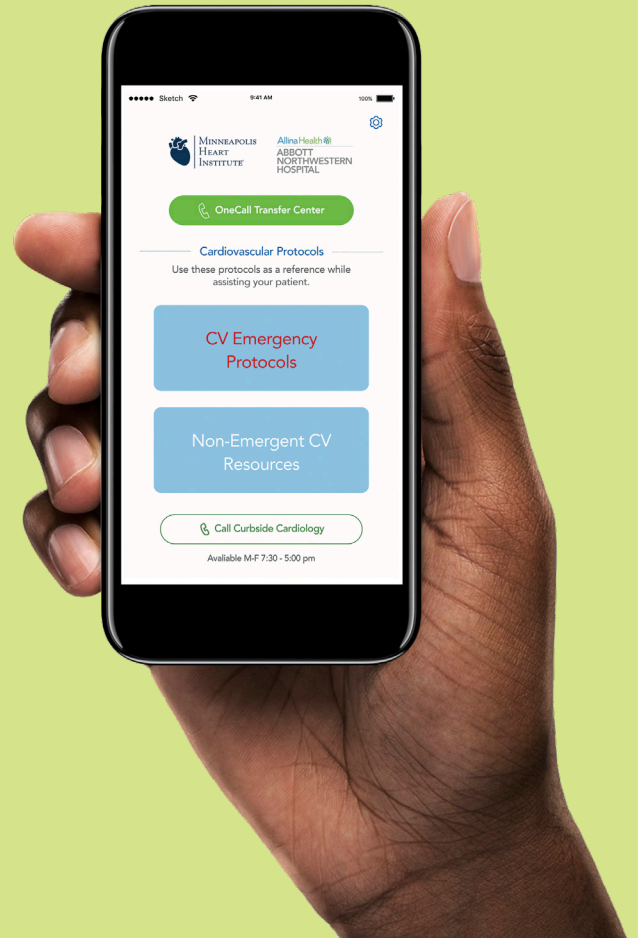 Sketch 9:41 AM 100%
MINNEAPOLIS
HEART
INSTITUTE
Allina Health
ABBOTT
NORTHWESTERN
HOSPITAL
OneCall Transfer Center
Cardiovascular Protocols
Use these protocols as a reference while
assisting your patient.
CV Emergency
Protocols
Non-Emergent CV
Resources
Call Curbside Cardiology
Avaliable M-F 7:30 - 5:00 pm